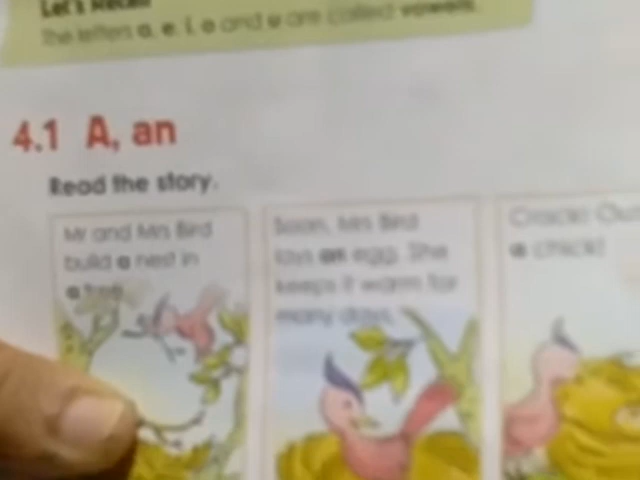 Let's Recall
The letters a, e, i, o and u are called vowels.
4.1 A, an
Read the story.
Mr and Mrs Bird
build a nest in
a tree.
Soon, Mrs Bird
lays an egg. She
keeps it warm for
many days.
Crack!
a chick!